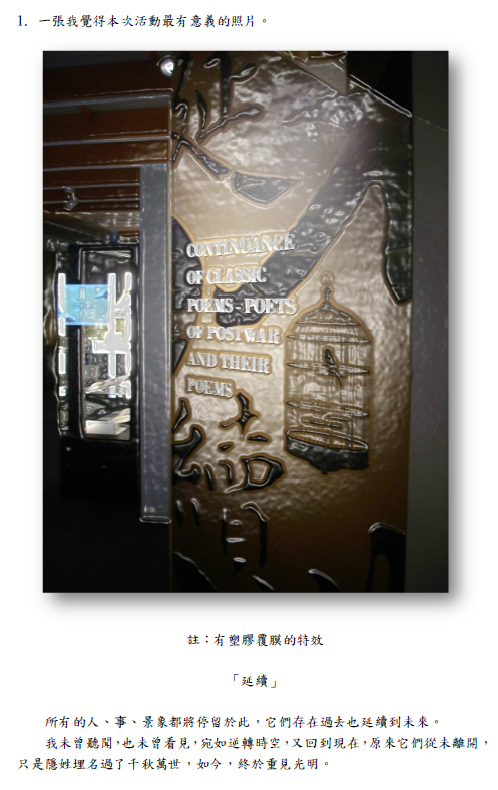 1. 一張我覺得本次活動最有意義的照片。
CONTINUANCE
OF CLASSIC
POEMS - POETS
OF POST WAR
AND THEIR
POEMS
註：有塑膠覆膜的特效
「延續」
所有的人、事、景象都將停留於此，它們存在過去也延續到未來。
我未曾聽聞，也未曾看見，宛如逆轉時空，又回到現在，原來它們從未離開，
只是隱姓埋名過了千秋萬世，如今，終於重見光明。